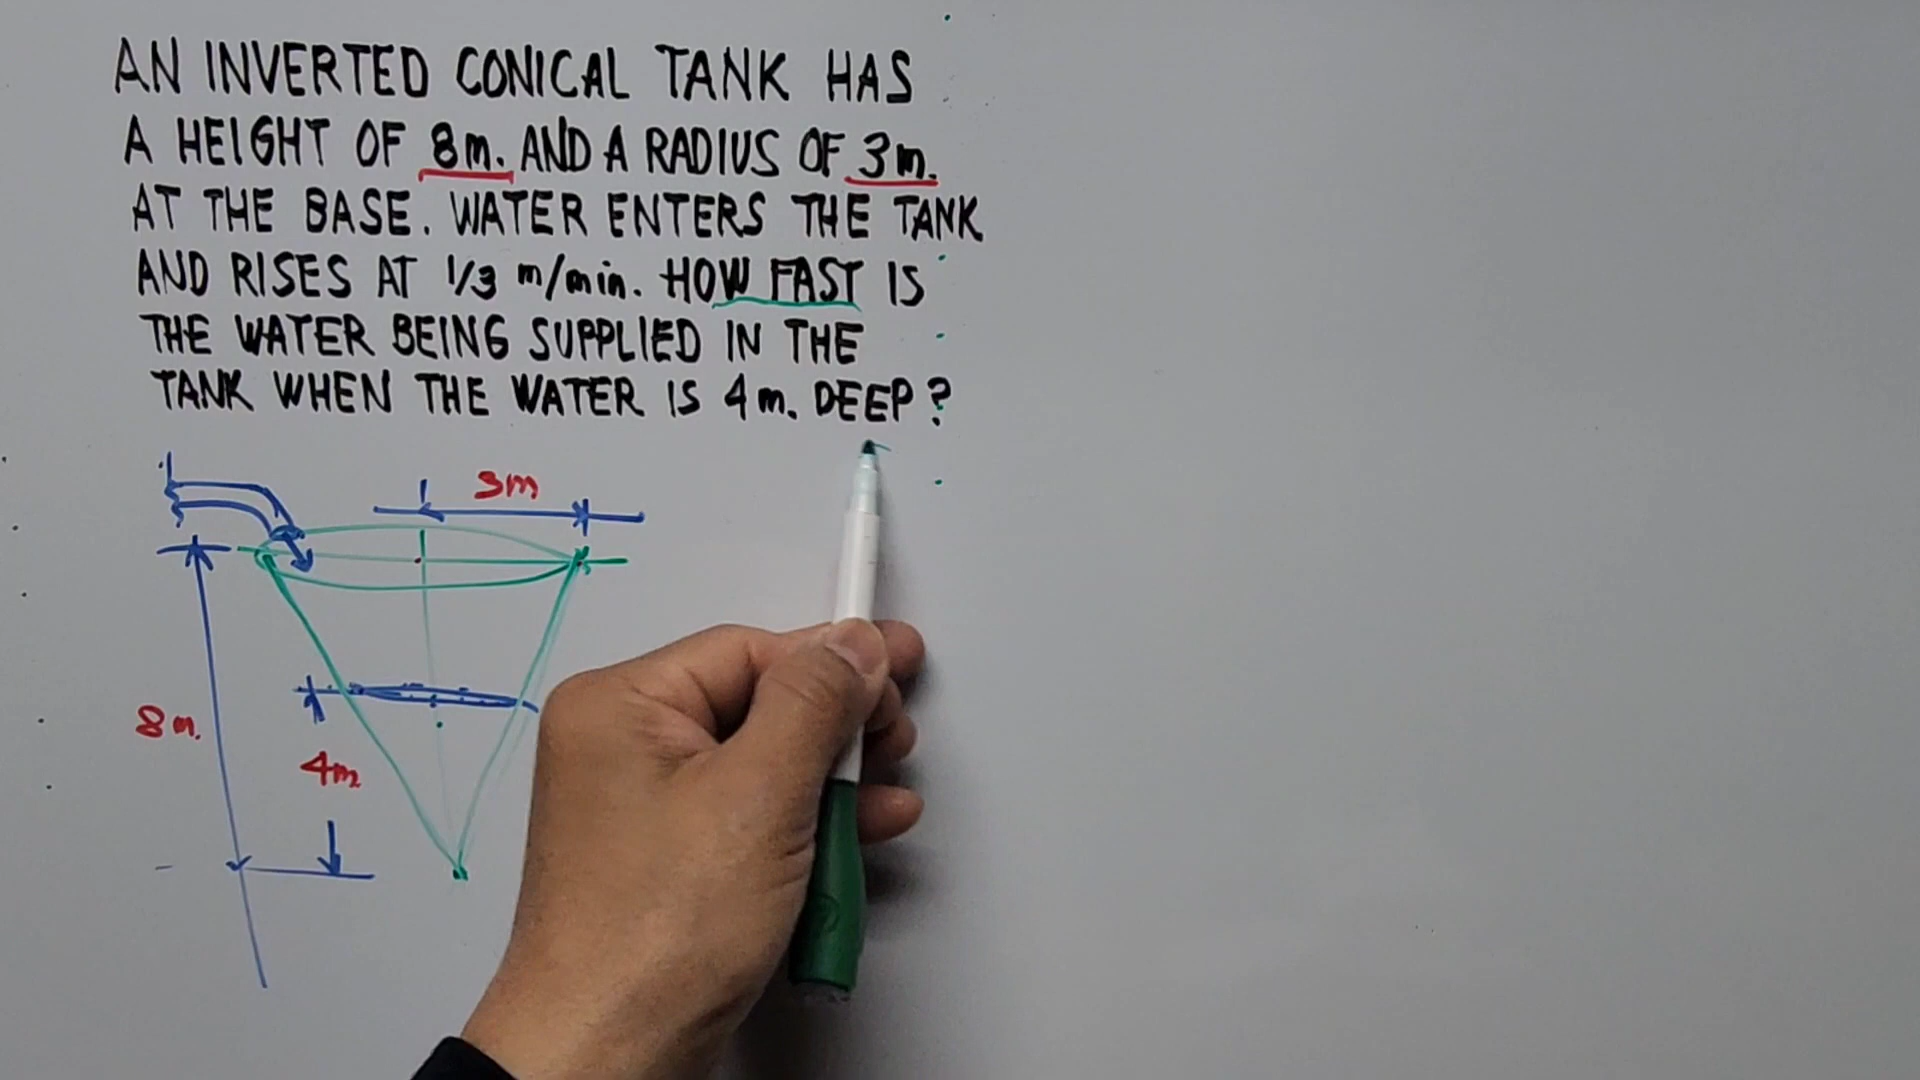 AN INVERTED CONICAL TANK HAS
A HEIGHT OF 8m. AND A RADIUS OF 3m.
AT THE BASE. WATER ENTERS THE TANK
AND RISES AT 1/3 m/min. HOW FAST IS
THE WATER BEING SUPPLIED IN THE
TANK WHEN THE WATER IS 4m. DEEP?
3m
8m.
4m